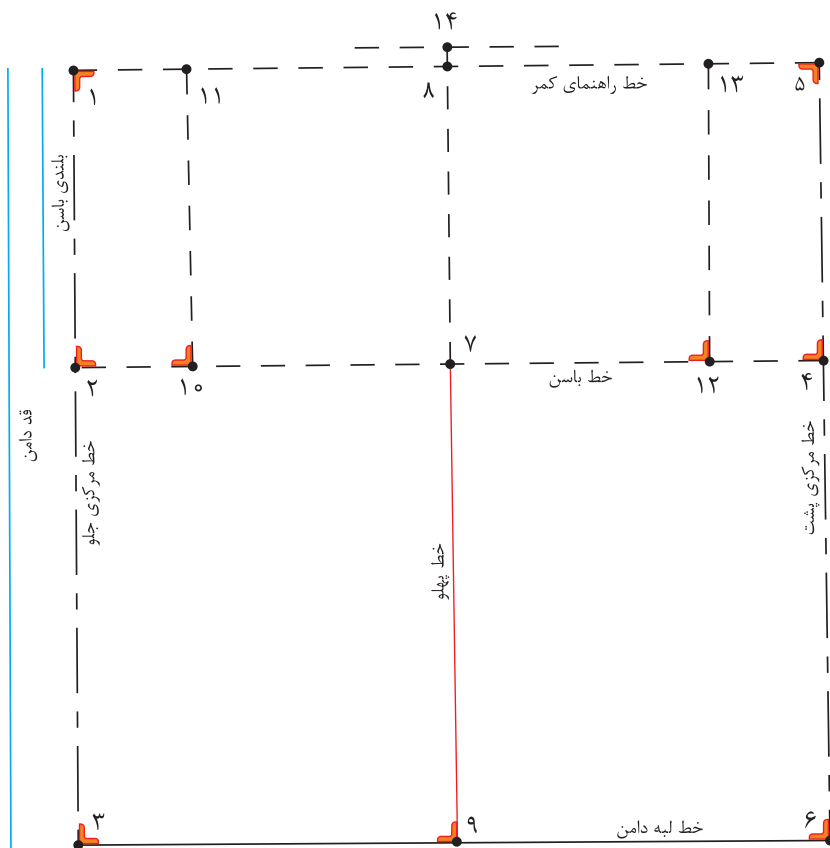 ۱۴
۱
۱۱
۸
خط راهنمای کمر
۱۳
۵
بلندی باسن
۲
۱۰
۷
خط باسن
۱۲
۴
قد دامن
خط مرکزی جلو
خط پهلو
خط مرکزی پشت
۳
۹
خط لبه دامن
۶